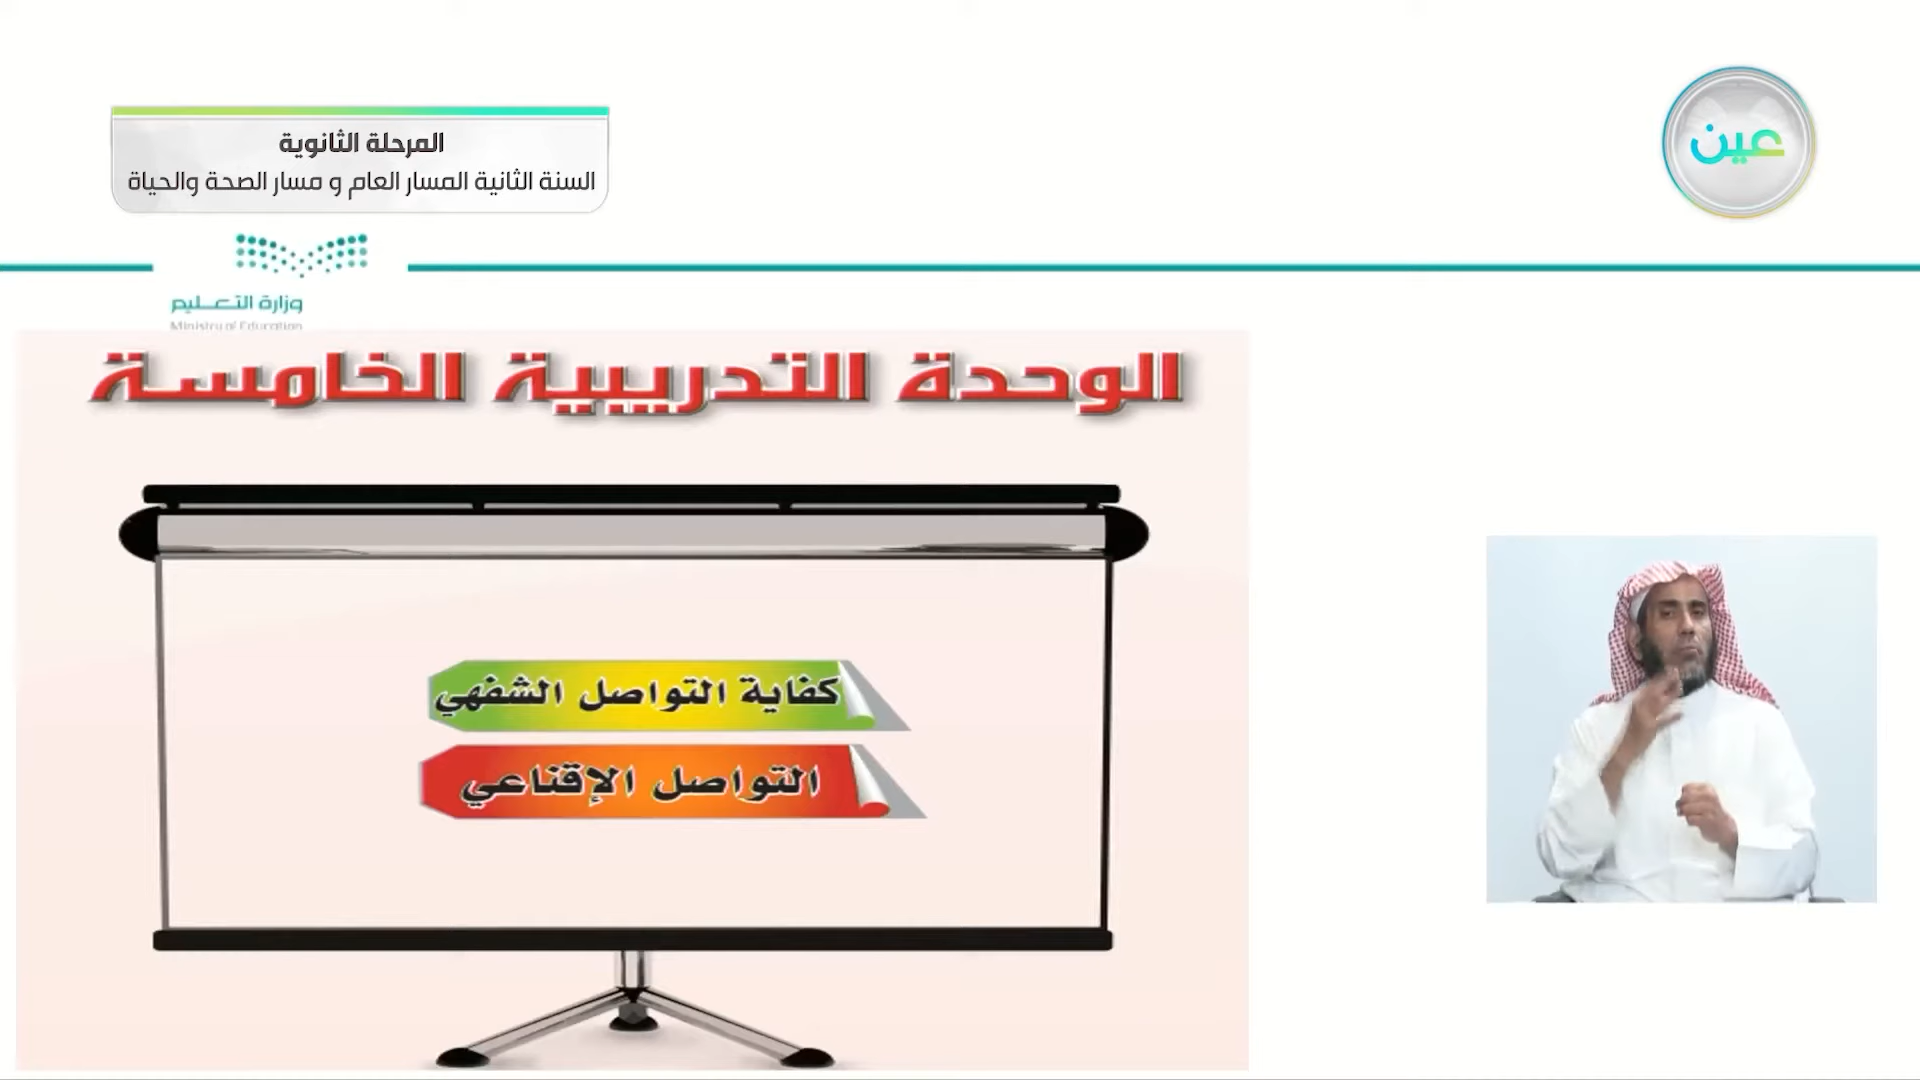 المرحلة الثانوية
السنة الثانية المسار العام و مسار الصحة والحياة
عين
وزارة التعـــليم
Ministry of Education
الوحدة التدريبية الخامسة
كفاية التواصل الشفهي
التواصل الإقناعي